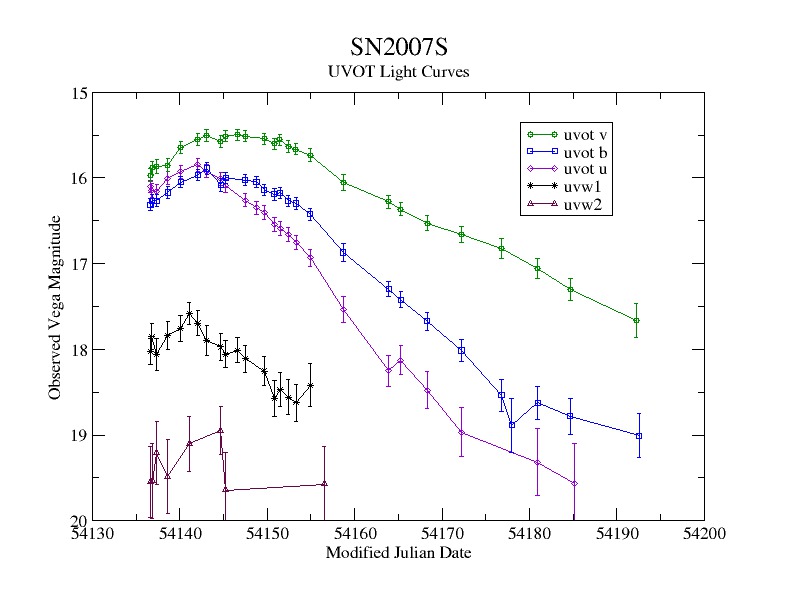 SN2007S
UVOT Light Curves
15
16
17
18
19
20
Observed Vega Magnitude
uvot v
uvot b
uvot u
uvw1
uvw2
54130 54140 54150 54160 54170 54180 54190 54200
Modified Julian Date